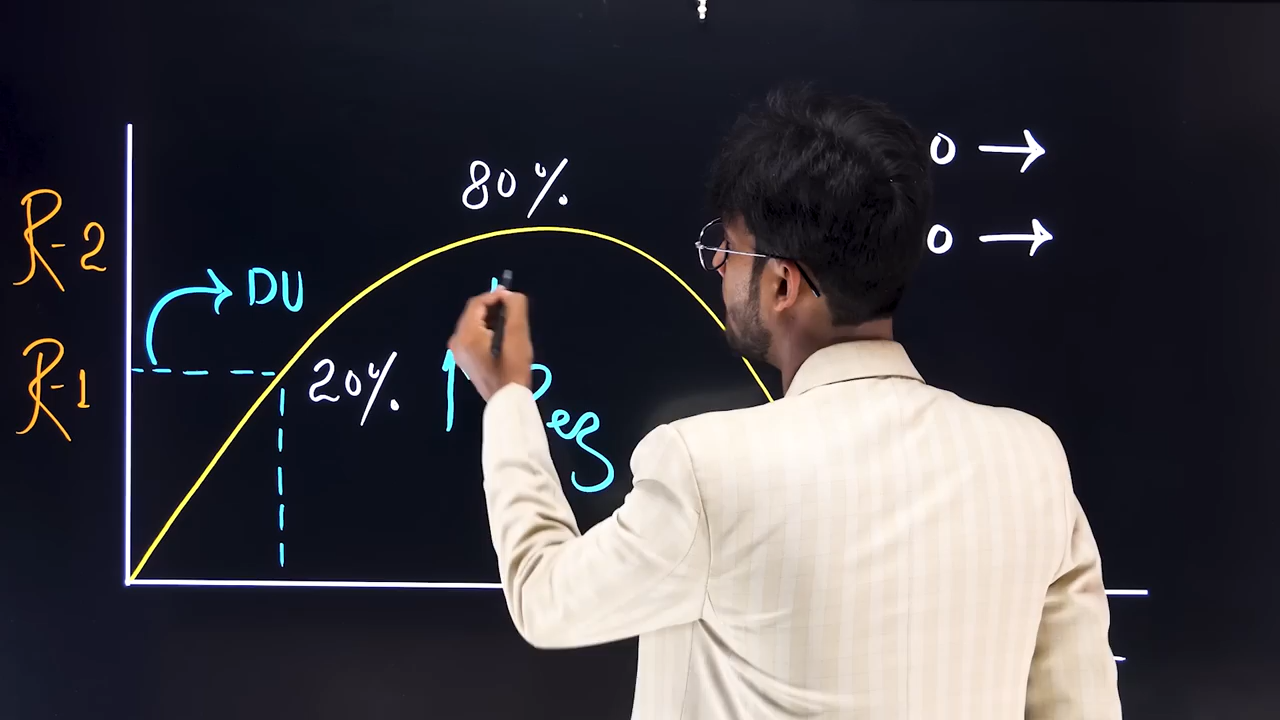 80%
0 →
0 →
R-2
DU
R-1
20%